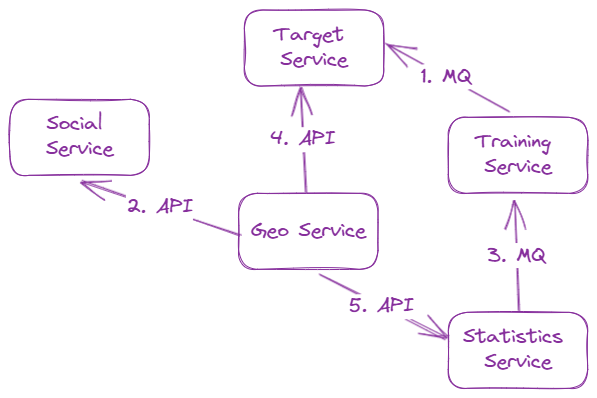 Target
Service
1. MQ
Social
Service
4. API
Training
Service
2. API
Geo Service
3. MQ
5. API
Statistics
Service